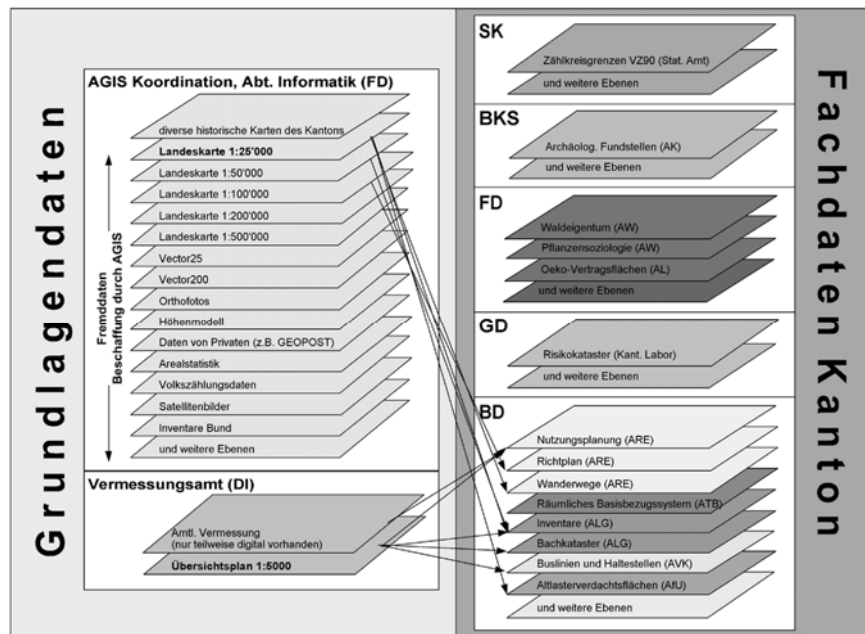 Grundlagendaten
AGIS Koordination, Abt. Informatik (FD)
diverse historische Karten des Kantons
Landeskarte 1:25'000
Landeskarte 1:50'000
Landeskarte 1:100'000
Landeskarte 1:200'000
Landeskarte 1:500'000
Vector25
Vector200
Orthofotos
Höhenmodell
Daten von Privaten (z.B. GEOPOST)
Arealstatistik
Volkszählungsdaten
Satellitenbilder
Inventare Bund
und weitere Ebenen
Fremddaten
Beschaffung durch AGIS
Vermessungsamt (DI)
Amtl. Vermessung
(nur teilweise digital vorhanden)
Übersichtsplan 1:5000
SK
Zählkreisgrenzen VZ90 (Stat. Amt)
und weitere Ebenen
BKS
Archäolog. Fundstellen (AK)
und weitere Ebenen
FD
Waldeigentum (AW)
Pflanzensoziologie (AW)
Oeko-Vertragsflächen (AL)
und weitere Ebenen
GD
Risikokataster (Kant. Labor)
und weitere Ebenen
BD
Nutzungsplanung (ARE)
Richtplan (ARE)
Wanderwege (ARE)
Räumliches Basisbezugssystem (ATB)
Inventare (ALG)
Bachkataster (ALG)
Buslinien und Haltestellen (AVK)
Altlasterverdachtsflächen (AfU)
und weitere Ebenen
Fachdaten Kanton